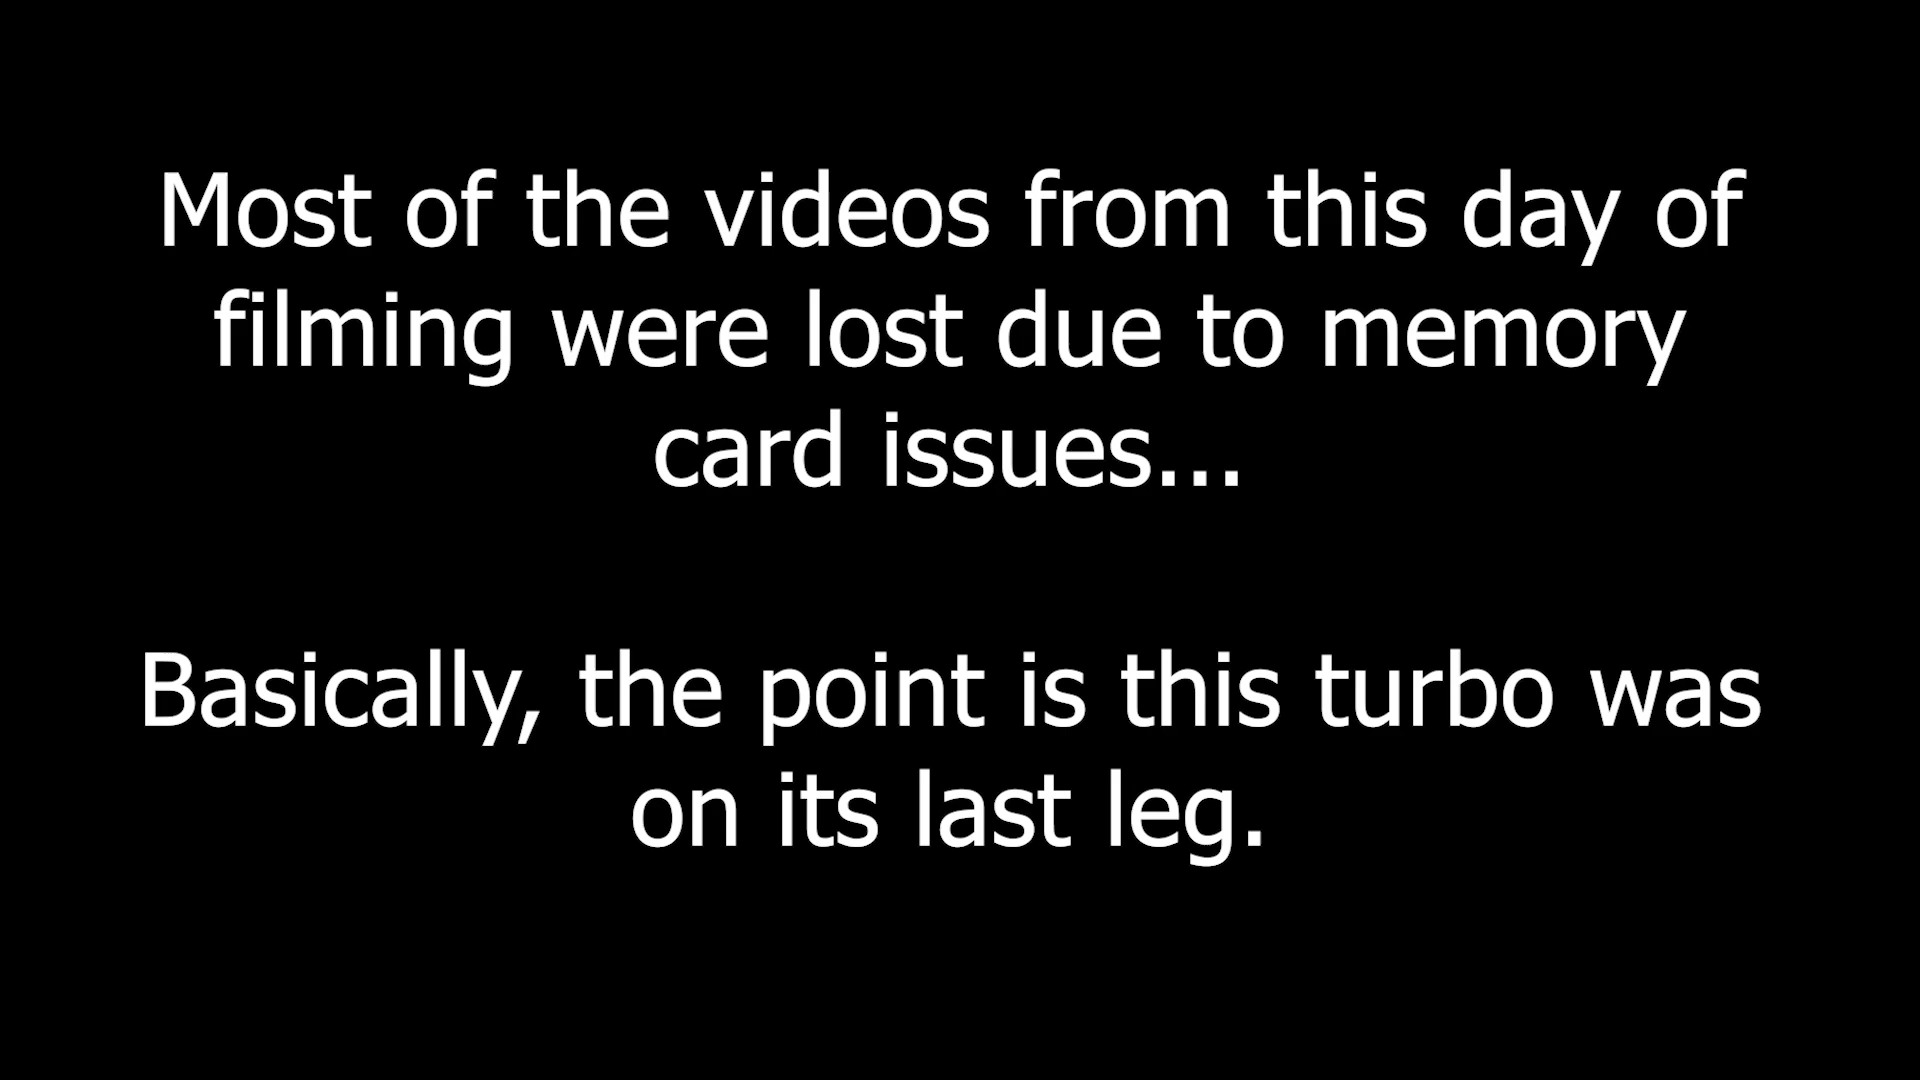 Most of the videos from this day of
filming were lost due to memory
card issues...
Basically, the point is this turbo was
on its last leg.